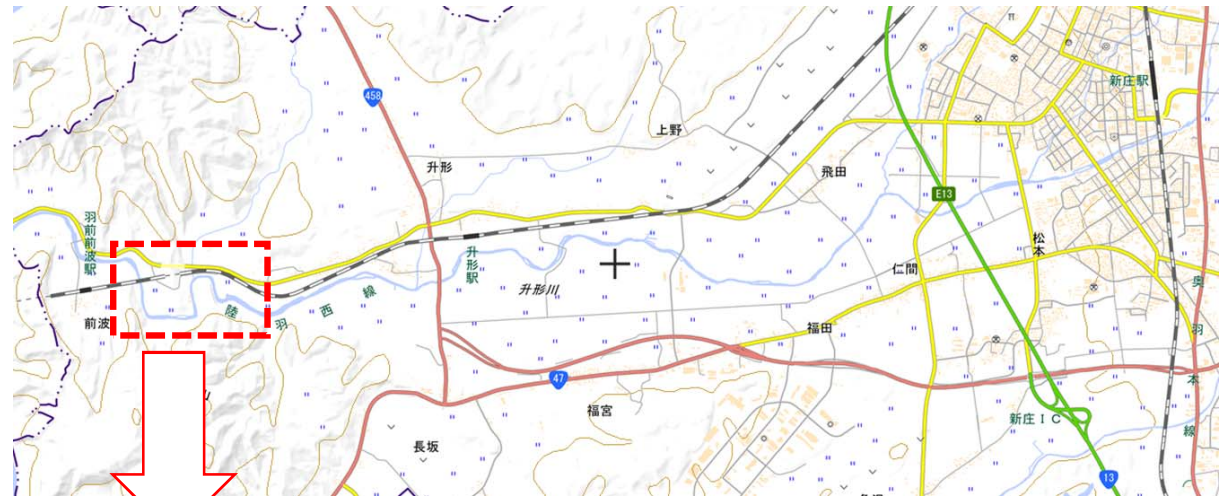 新庄駅
458
上野
升形
飛田
E13
羽前前波駅
升形駅
松本
仁間
奥羽本線
升形川
陸羽西線
前波
福田
47
福宮
新庄IC
長坂
13